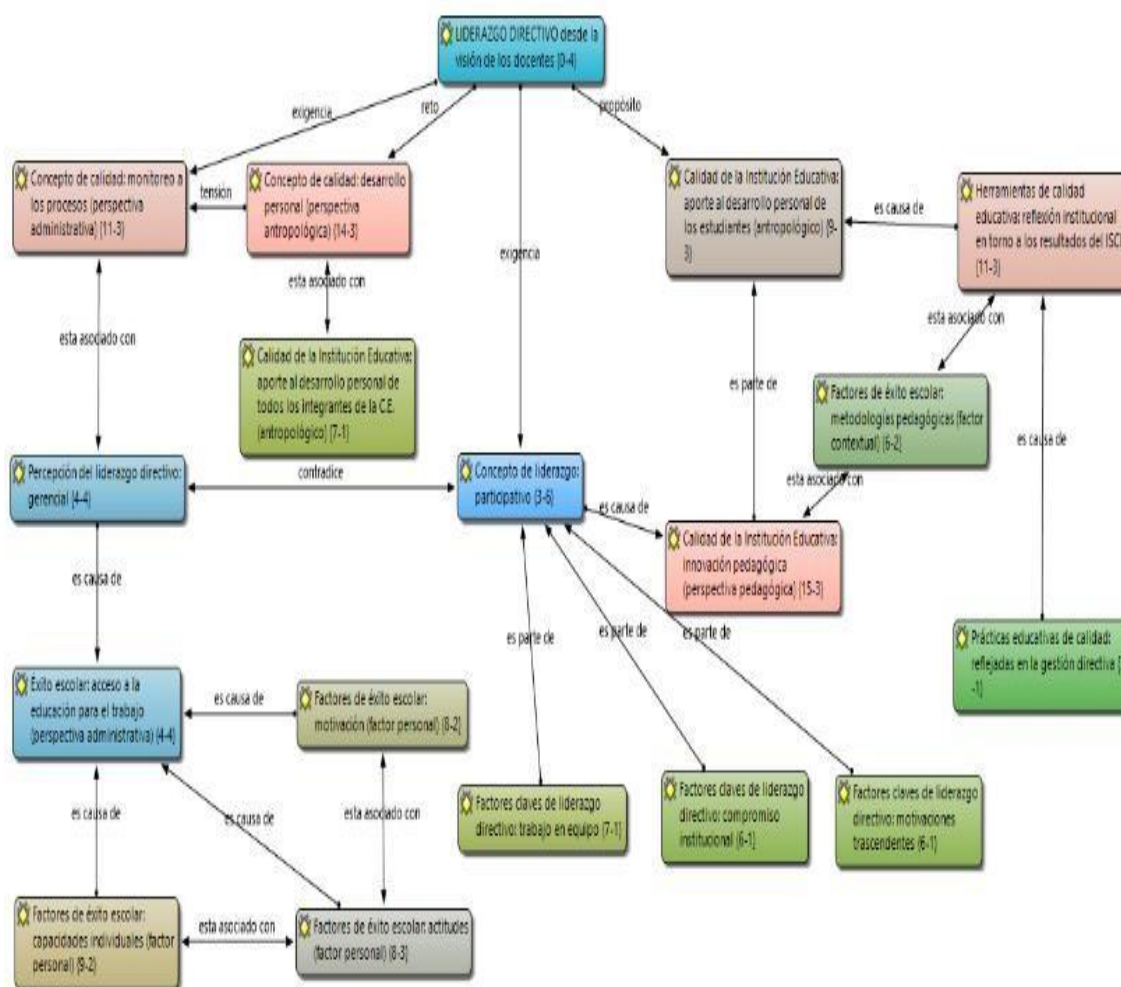 LIDERAZGO DIRECTIVO desde la
visión de los docentes {0-4}
exigencia
reto
propósito
Concepto de calidad: monitoreo a
los procesos (perspectiva
administrativa) {11-3}
tensión
Concepto de calidad: desarrollo
personal (perspectiva
antropológica) {14-3}
Calidad de la Institución Educativa:
aporte al desarrollo personal de
los estudiantes (antropológico) {9-
3}
es causa de
Herramientas de calidad
educativa: reflexión institucional
en torno a los resultados del ISCE
{11-3}
exigencia
esta asociado con
esta asociado con
esta asociado con
Calidad de la Institución Educativa:
aporte al desarrollo personal de
todos los integrantes de la C.E.
(antropológico) {7-1}
es parte de
Factores de éxito escolar:
metodologías pedagógicas (factor
contextual) {6-2}
es causa de
Percepción del liderazgo directivo:
gerencial {4-4}
contradice
Concepto de liderazgo:
participativo {3-6}
esta asociado con
es causa de
Calidad de la Institución Educativa:
innovación pedagógica
(perspectiva pedagógica) {15-3}
es causa de
es parte de
es parte de
es parte de
Prácticas educativas de calidad:
reflejadas en la gestión directiva
-1}
Éxito escolar: acceso a la
educación para el trabajo
(perspectiva administrativa) {4-4}
es causa de
Factores de éxito escolar:
motivación (factor personal) {8-2}
es causa de
es causa de
esta asociado con
Factores claves de liderazgo
directivo: trabajo en equipo {7-1}
Factores claves de liderazgo
directivo: compromiso
institucional {6-1}
Factores claves de liderazgo
directivo: motivaciones
trascendentes {6-1}
Factores de éxito escolar:
capacidades individuales (factor
personal) {9-2}
esta asociado con
Factores de éxito escolar: actitudes
(factor personal) {8-3}